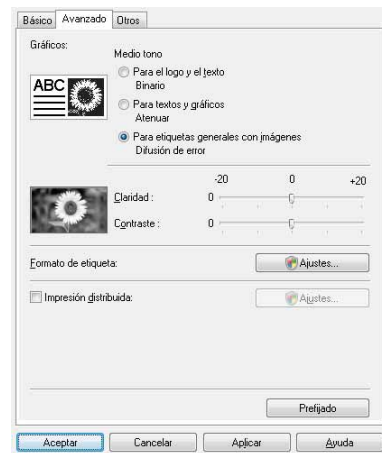 Básico Avanzado Otros
Gráficos:
Medio tono
ABC
Para el logo y el texto
Binario
Para textos y gráficos
Atenuar
Para etiquetas generales con imágenes
Difusión de error
-20 0 +20
Claridad : 0
Contraste : 0
Formato de etiqueta: Ajustes...
Impresión distribuida: Ajustes...
Prefijado
Aceptar Cancelar Aplicar Ayuda